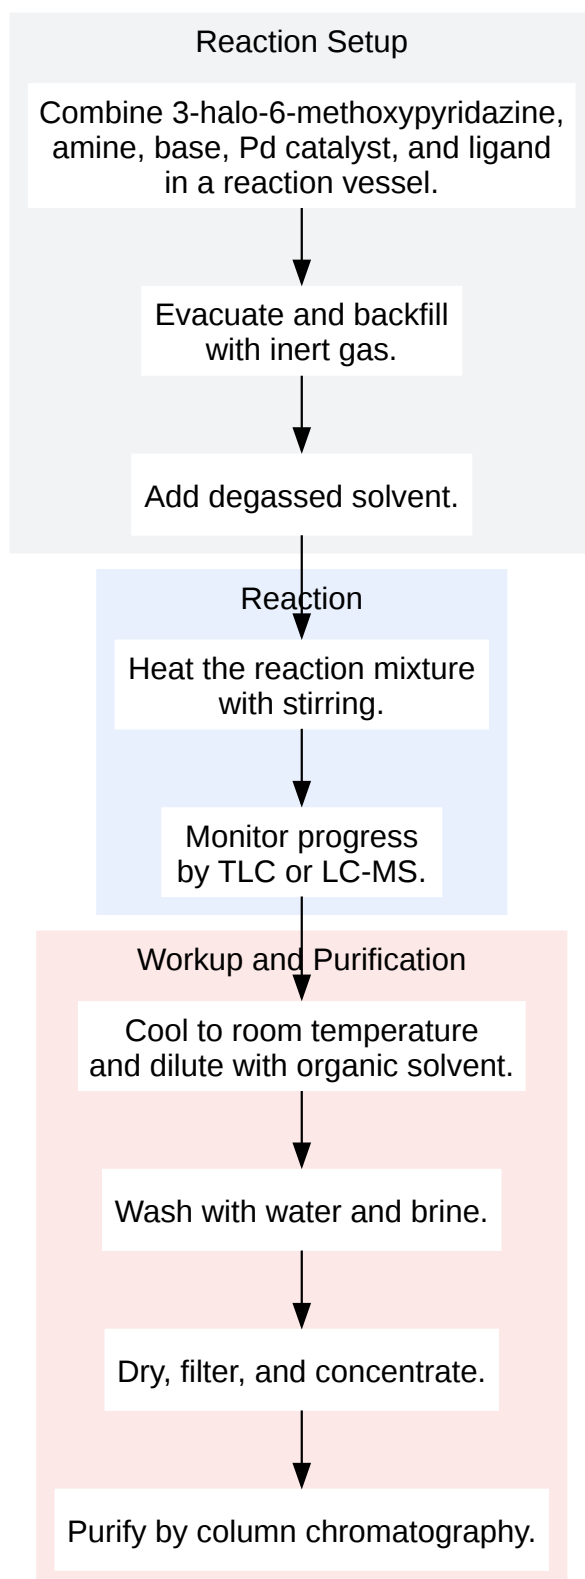 Reaction Setup
Combine 3-halo-6-methoxypyridazine,
amine, base, Pd catalyst, and ligand
in a reaction vessel.
Evacuate and backfill
with inert gas.
Add degassed solvent.
Reaction
Heat the reaction mixture
with stirring.
Monitor progress
by TLC or LC-MS.
Workup and Purification
Cool to room temperature
and dilute with organic solvent.
Wash with water and brine.
Dry, filter, and concentrate.
Purify by column chromatography.